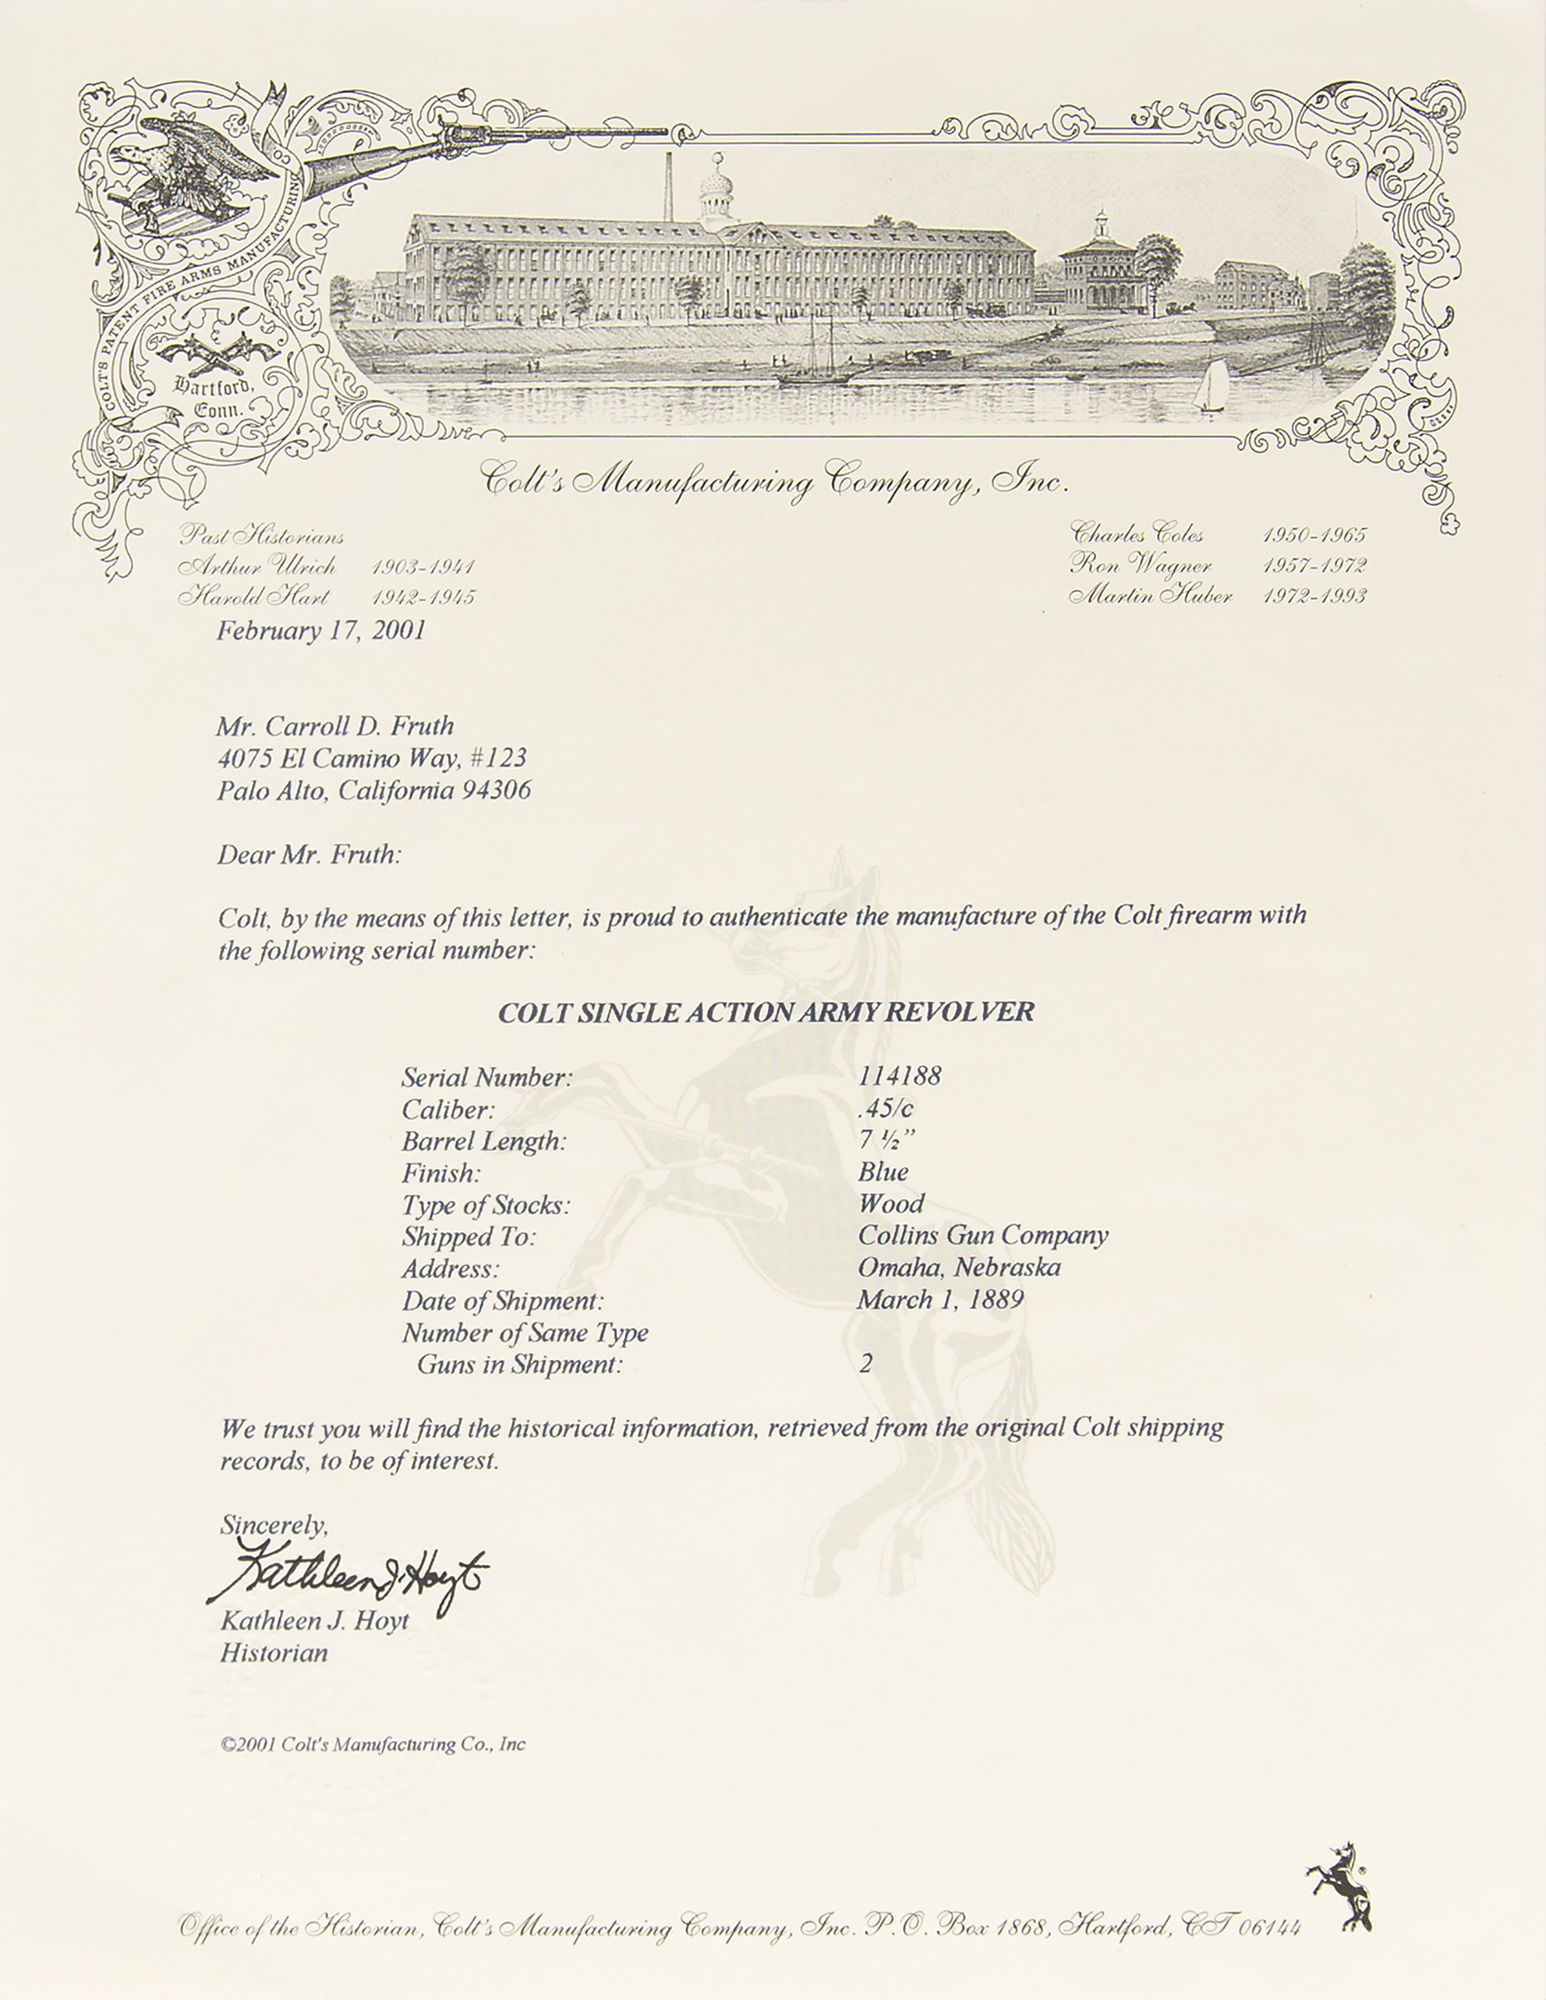 COLT'S PATENT FIRE ARMS MANUFACTURING CO
Hartford,
Conn.
Colt's Manufacturing Company, Inc.
Past Historians
Arthur Ulrich 1903-1941
Harold Hart 1942-1945
Charles Coles 1950-1965
Ron Wagner 1957-1972
Martin Huber 1972-1993
February 17, 2001
Mr. Carroll D. Fruth
4075 El Camino Way, #123
Palo Alto, California 94306
Dear Mr. Fruth:
Colt, by the means of this letter, is proud to authenticate the manufacture of the Colt firearm with
the following serial number:
COLT SINGLE ACTION ARMY REVOLVER
Serial Number: 114188
Caliber: .45/c
Barrel Length: 7 ½”
Finish: Blue
Type of Stocks: Wood
Shipped To: Collins Gun Company
Address: Omaha, Nebraska
Date of Shipment: March 1, 1889
Number of Same Type
Guns in Shipment: 2
We trust you will find the historical information, retrieved from the original Colt shipping
records, to be of interest.
Sincerely,
Kathleen J. Hoyt
Kathleen J. Hoyt
Historian
©2001 Colt's Manufacturing Co., Inc
®
Office of the Historian, Colt's Manufacturing Company, Inc. P.O. Box 1868, Hartford, CT 06144